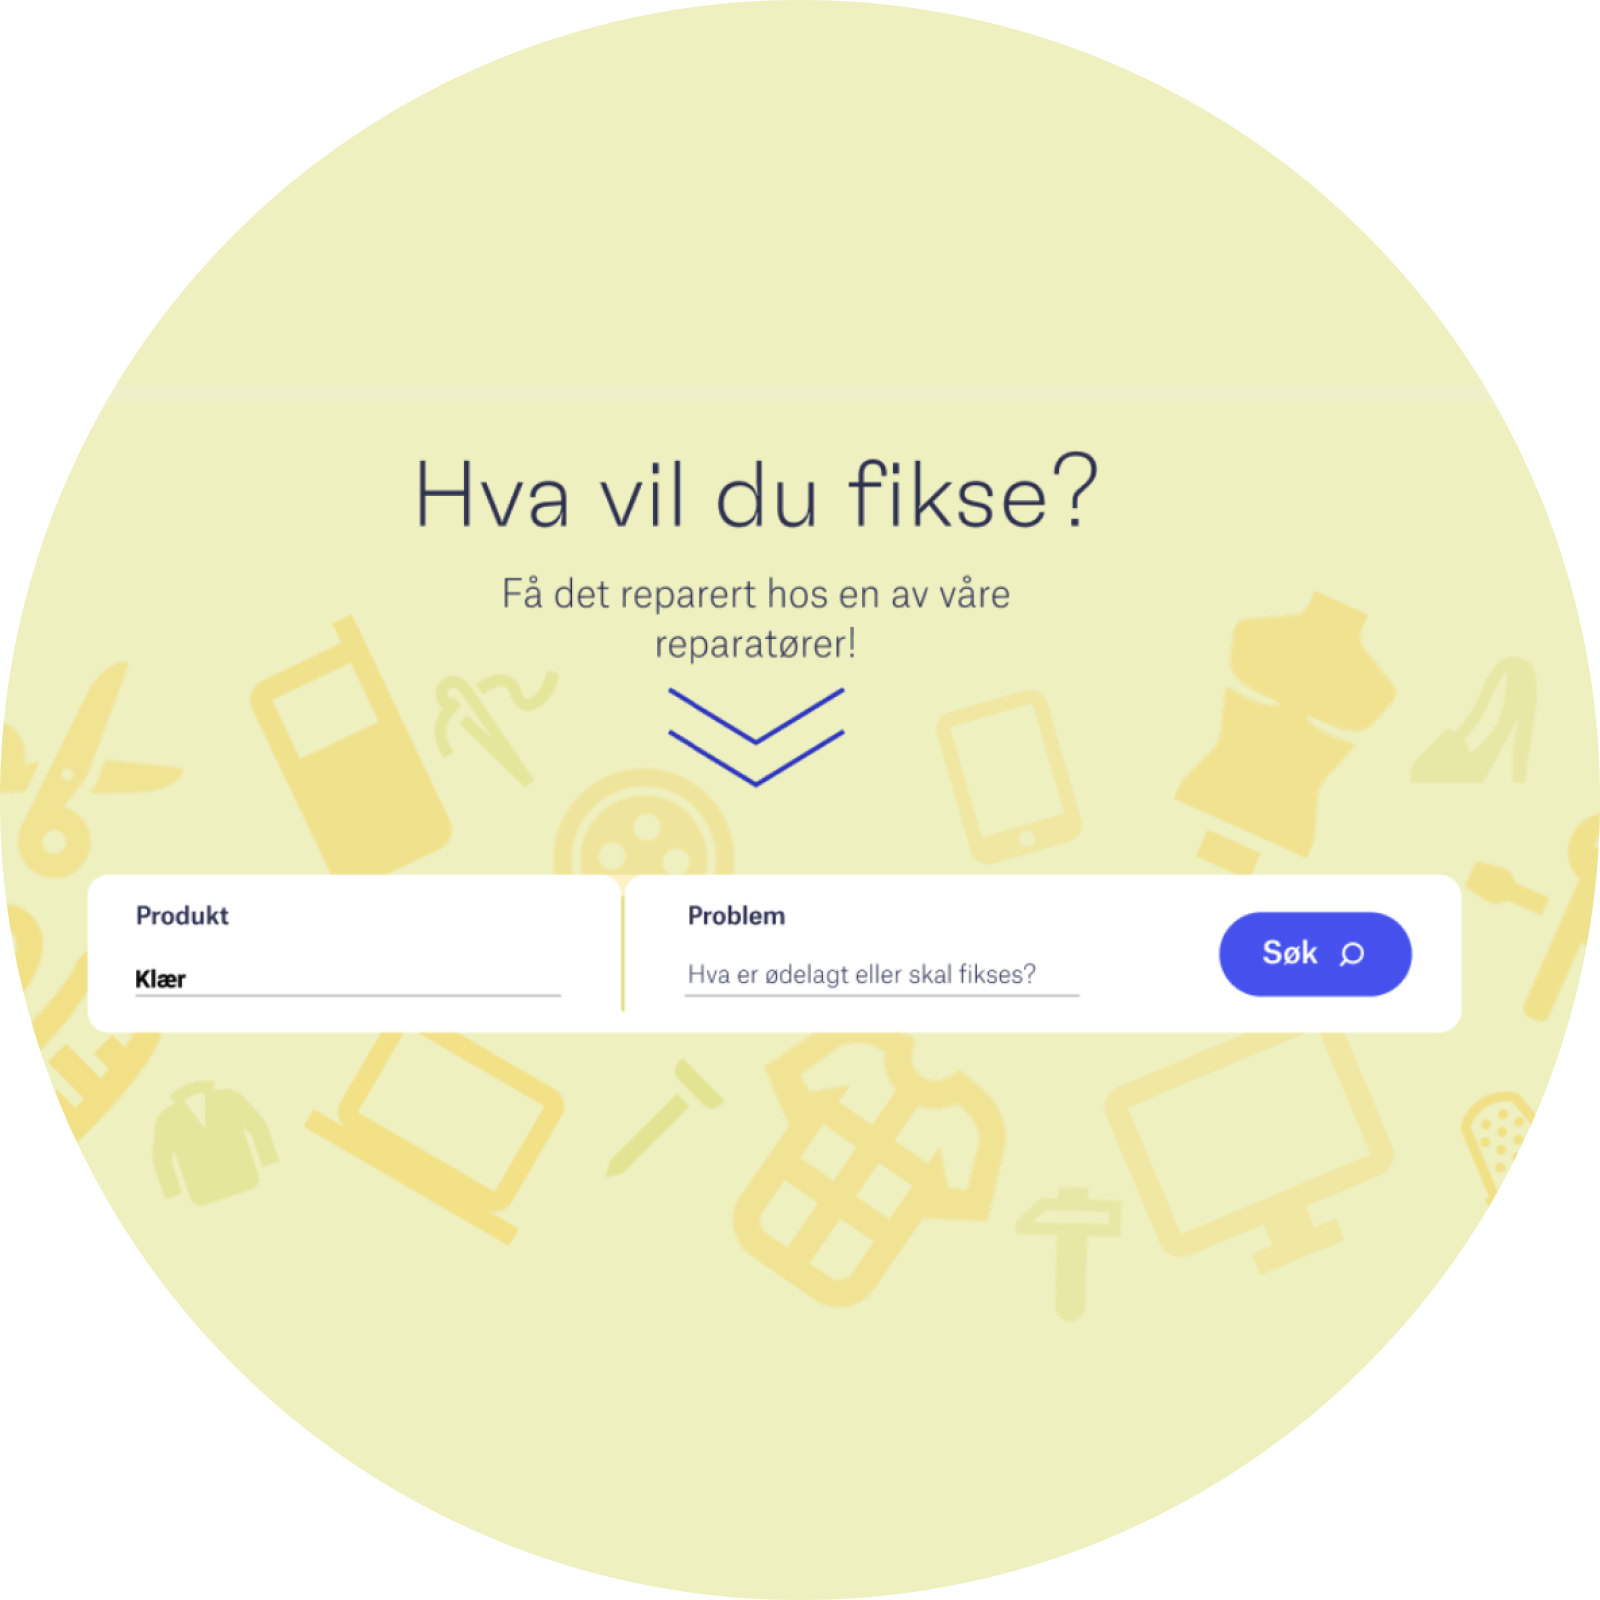 Hva vil du fikse?
Få det reparert hos en av våre
reparatører!
Produkt
Klær
Problem
Hva er ødelagt eller skal fikses?
Søk